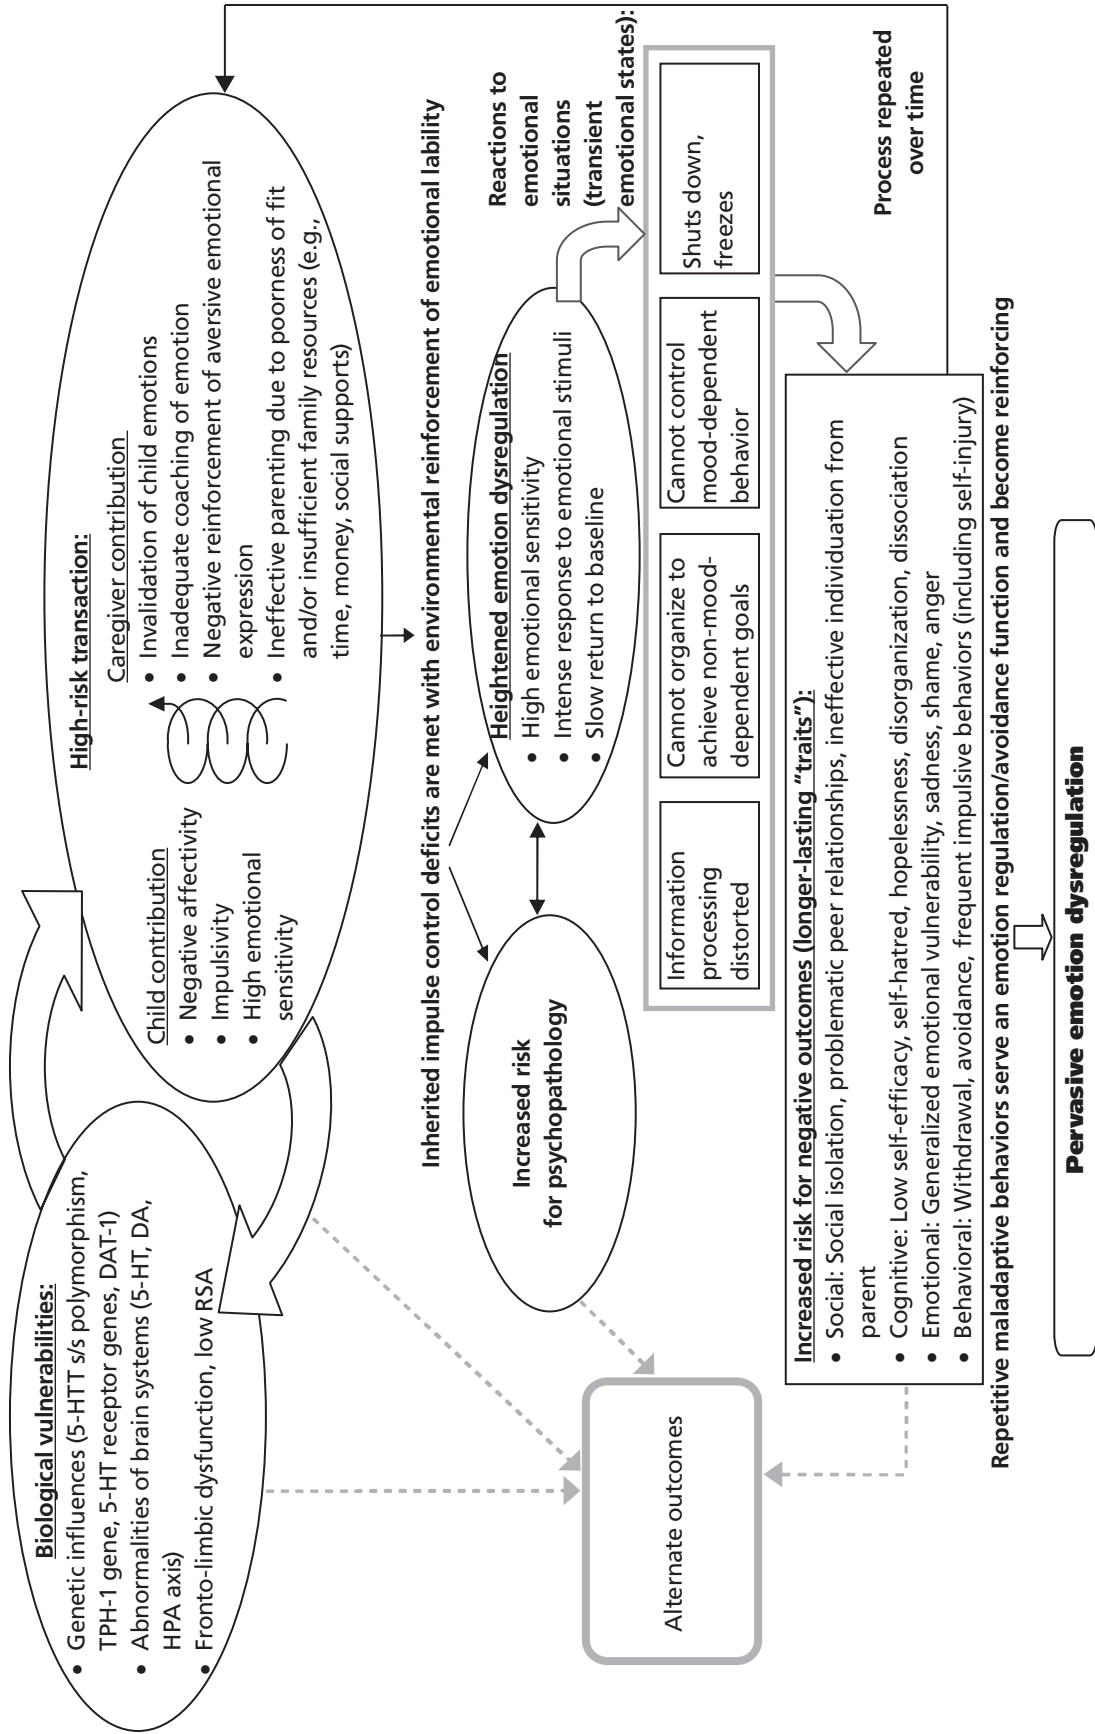 Biological vulnerabilities:
• Genetic influences (5-HTT s/s polymorphism,
TPH-1 gene, 5-HT receptor genes, DAT-1)
• Abnormalities of brain systems (5-HT, DA,
HPA axis)
• Fronto-limbic dysfunction, low RSA
High-risk transaction:
Child contribution
• Negative affectivity
• Impulsivity
• High emotional
sensitivity
Caregiver contribution
• Invalidation of child emotions
• Inadequate coaching of emotion
• Negative reinforcement of aversive emotional
expression
• Ineffective parenting due to poorness of fit
and/or insufficient family resources (e.g.,
time, money, social supports)
Inherited impulse control deficits are met with environmental reinforcement of emotional lability
Increased risk
for psychopathology
Heightened emotion dysregulation
• High emotional sensitivity
• Intense response to emotional stimuli
• Slow return to baseline
Reactions to
emotional
situations
(transient
emotional states):
Information
processing
distorted
Cannot organize to
achieve non-mood-
dependent goals
Cannot control
mood-dependent
behavior
Shuts down,
freezes
Alternate outcomes
Increased risk for negative outcomes (longer-lasting "traits"):
• Social: Social isolation, problematic per relationships, ineffective individuation from
parent
• Cognitive: Low self-efficacy, self-hatred, hopelessness, disorganization, dissociation
• Emotional: Generalized emotional vulnerability, sadness, shame, anger
• Behavioral: Withdrawal, avoidance, frequent impulsive behaviors (including self-injury)
Process repeated
over time
Repetitive maladaptive behaviors serve an emotion regulation/avoidance function and become reinforcing
Pervasive emotion dysregulation